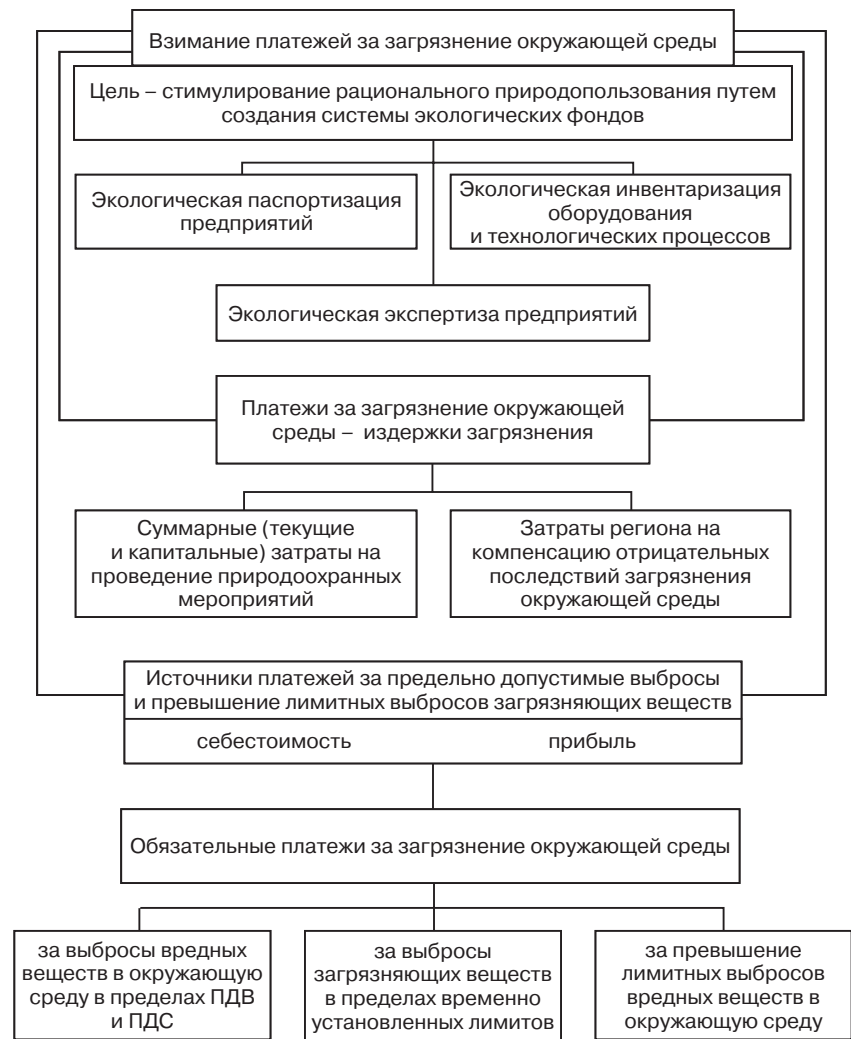 Взимание платежей за загрязнение окружающей среды
Цель – стимулирование рационального природопользования путем
создания системы экологических фондов
Экологическая паспортизация
предприятий
Экологическая инвентаризация
оборудования
и технологических процессов
Экологическая экспертиза предприятий
Платежи за загрязнение окружающей
среды – издержки загрязнения
Суммарные (текущие
и капитальные) затраты на
проведение природоохранных
мероприятий
Затраты региона на
компенсацию отрицательных
последствий загрязнения
окружающей среды
Источники платежей за предельно допустимые выбросы
и превышение лимитных выбросов загрязняющих веществ
себестоимость прибыль
Обязательные платежи за загрязнение окружающей среды
за выбросы вредных
веществ в окружающую
среду в пределах ПДВ
и ПДС
за выбросы
загрязняющих веществ
в пределах временно
установленных лимитов
за превышение
лимитных выбросов
вредных веществ в
окружающую среду